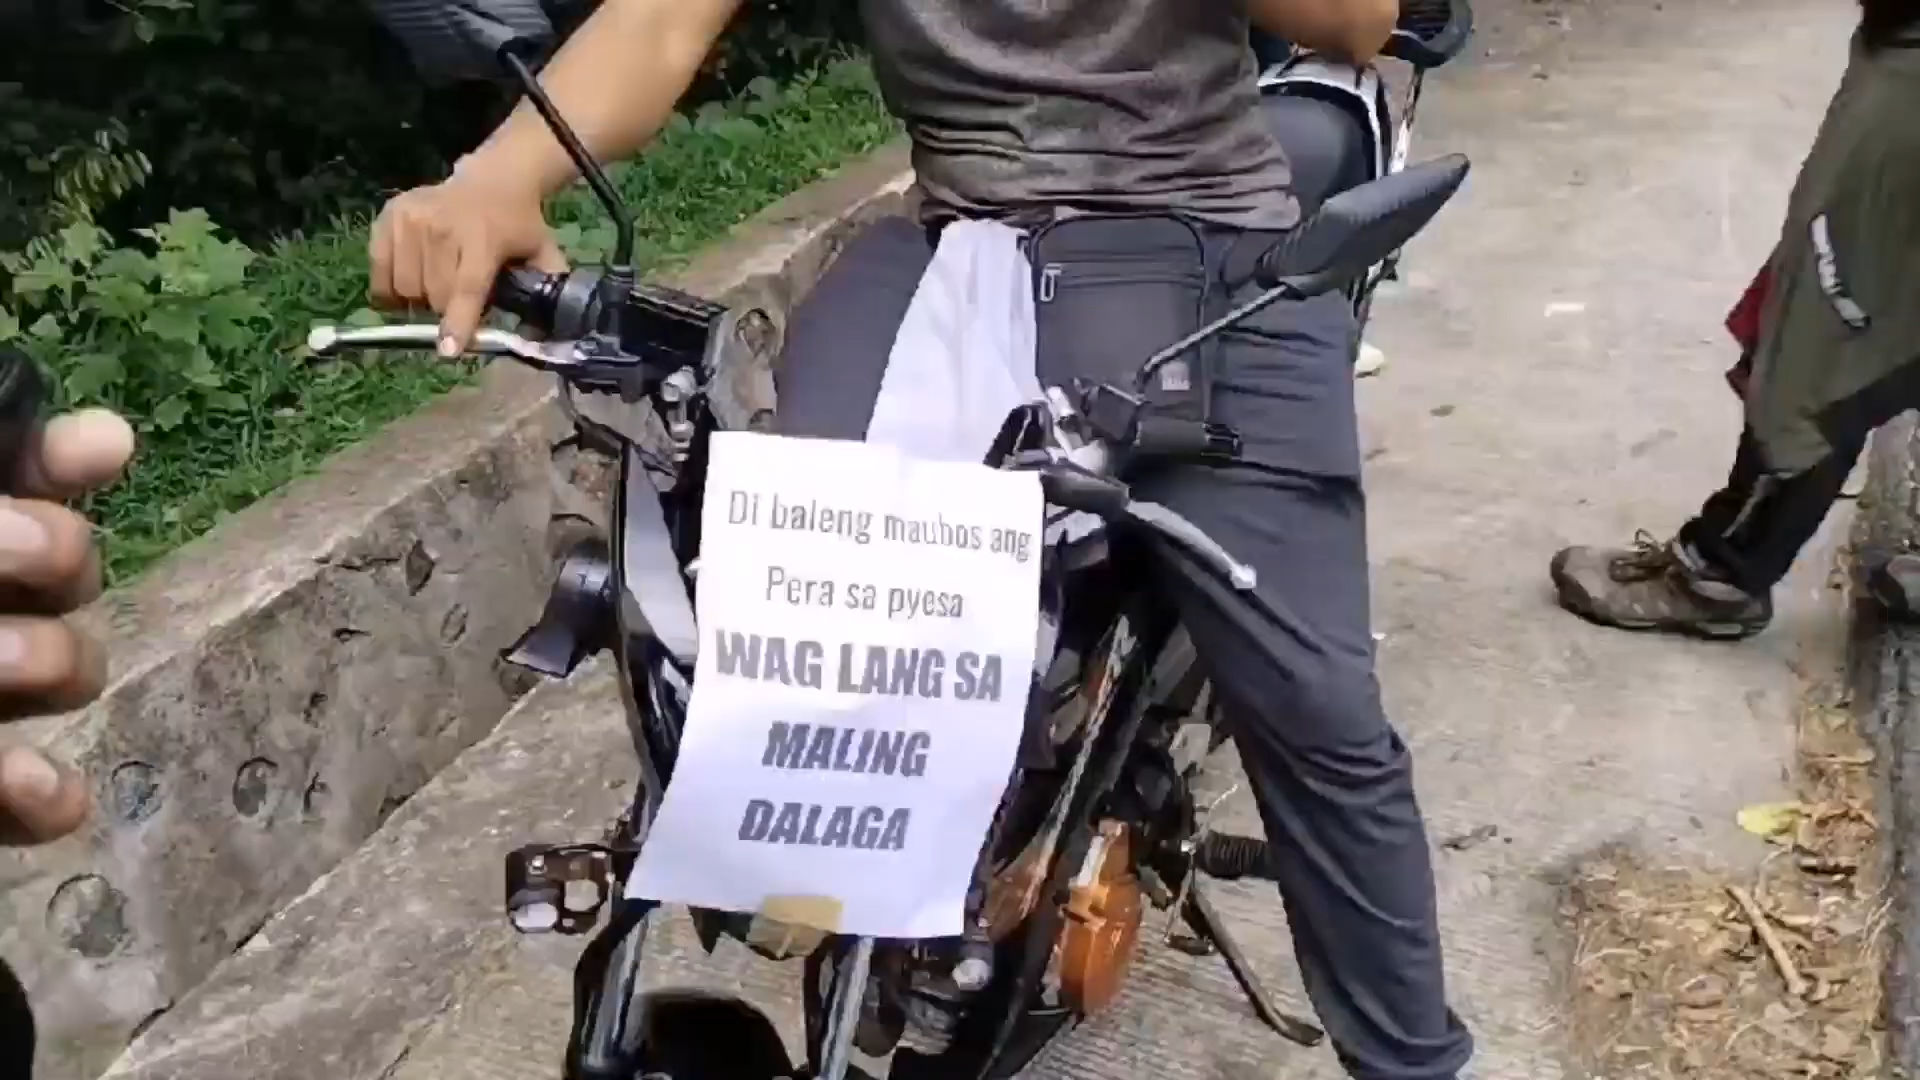 Di baleng maubos ang
Pera sa pyesa
WAG LANG SA
MALING
DALAGA